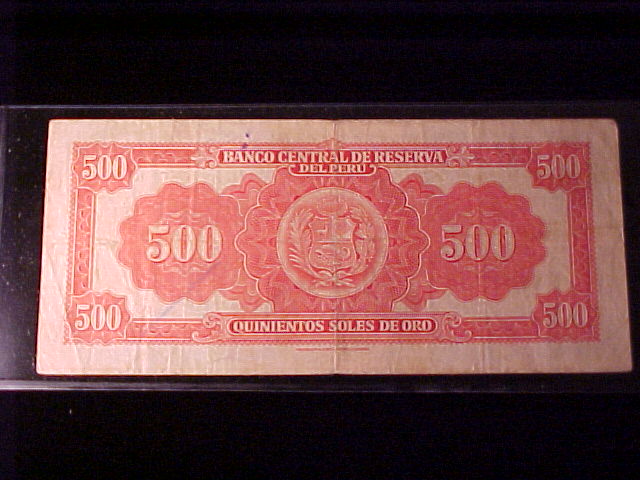 500 BANCO CENTRAL DE RESERVA 500
DEL PERU
500 500
500 QUINIENTOS SOLES DE ORO 500